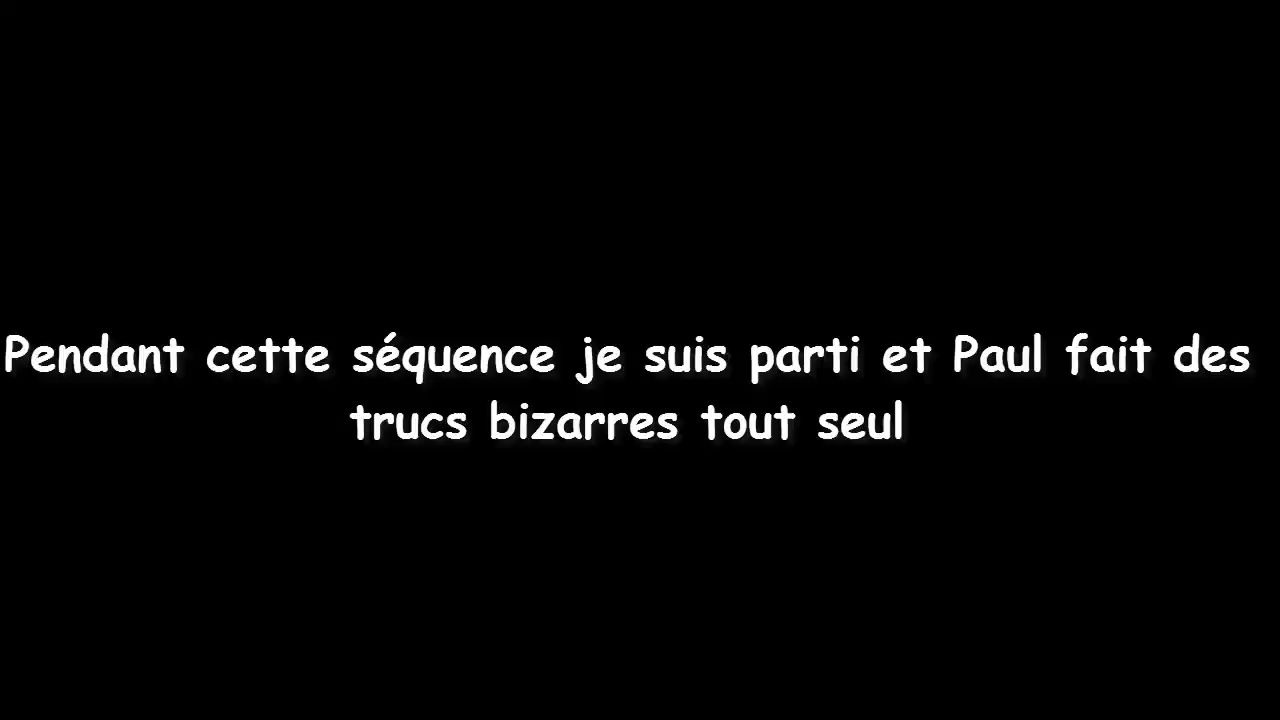 Pendant cette séquence je suis parti et Paul fait des
trucs bizarres tout seul